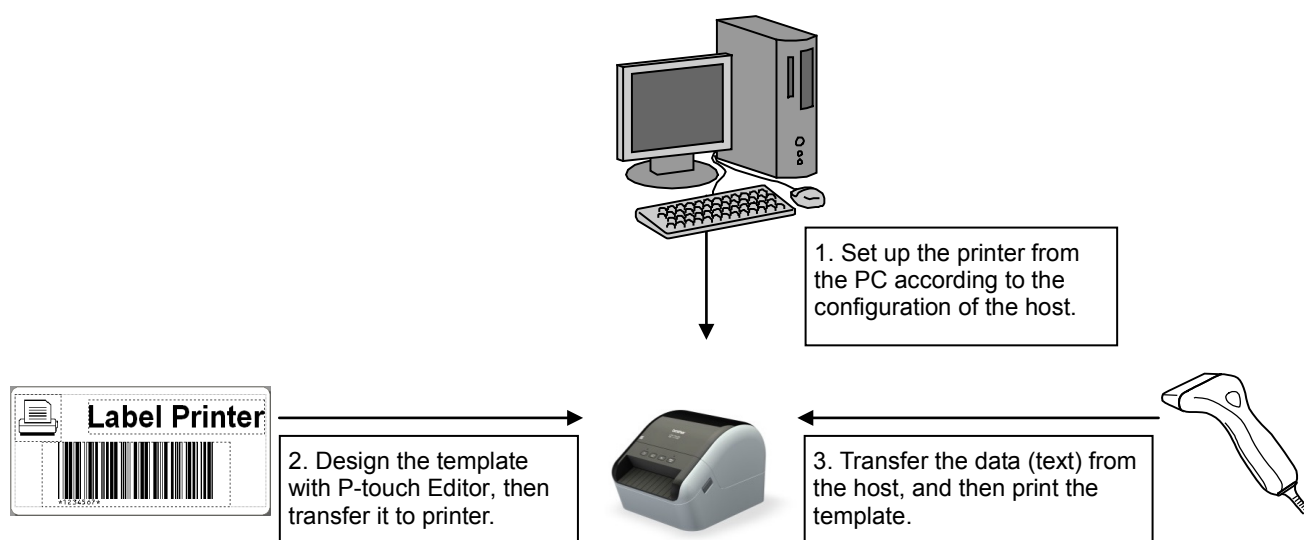 1. Set up the printer from
the PC according to the
configuration of the host.
Label Printer
*1234567*
2. Design the template
with P-touch Editor, then
transfer it to printer.
3. Transfer the data (text) from
the host, and then print the
template.